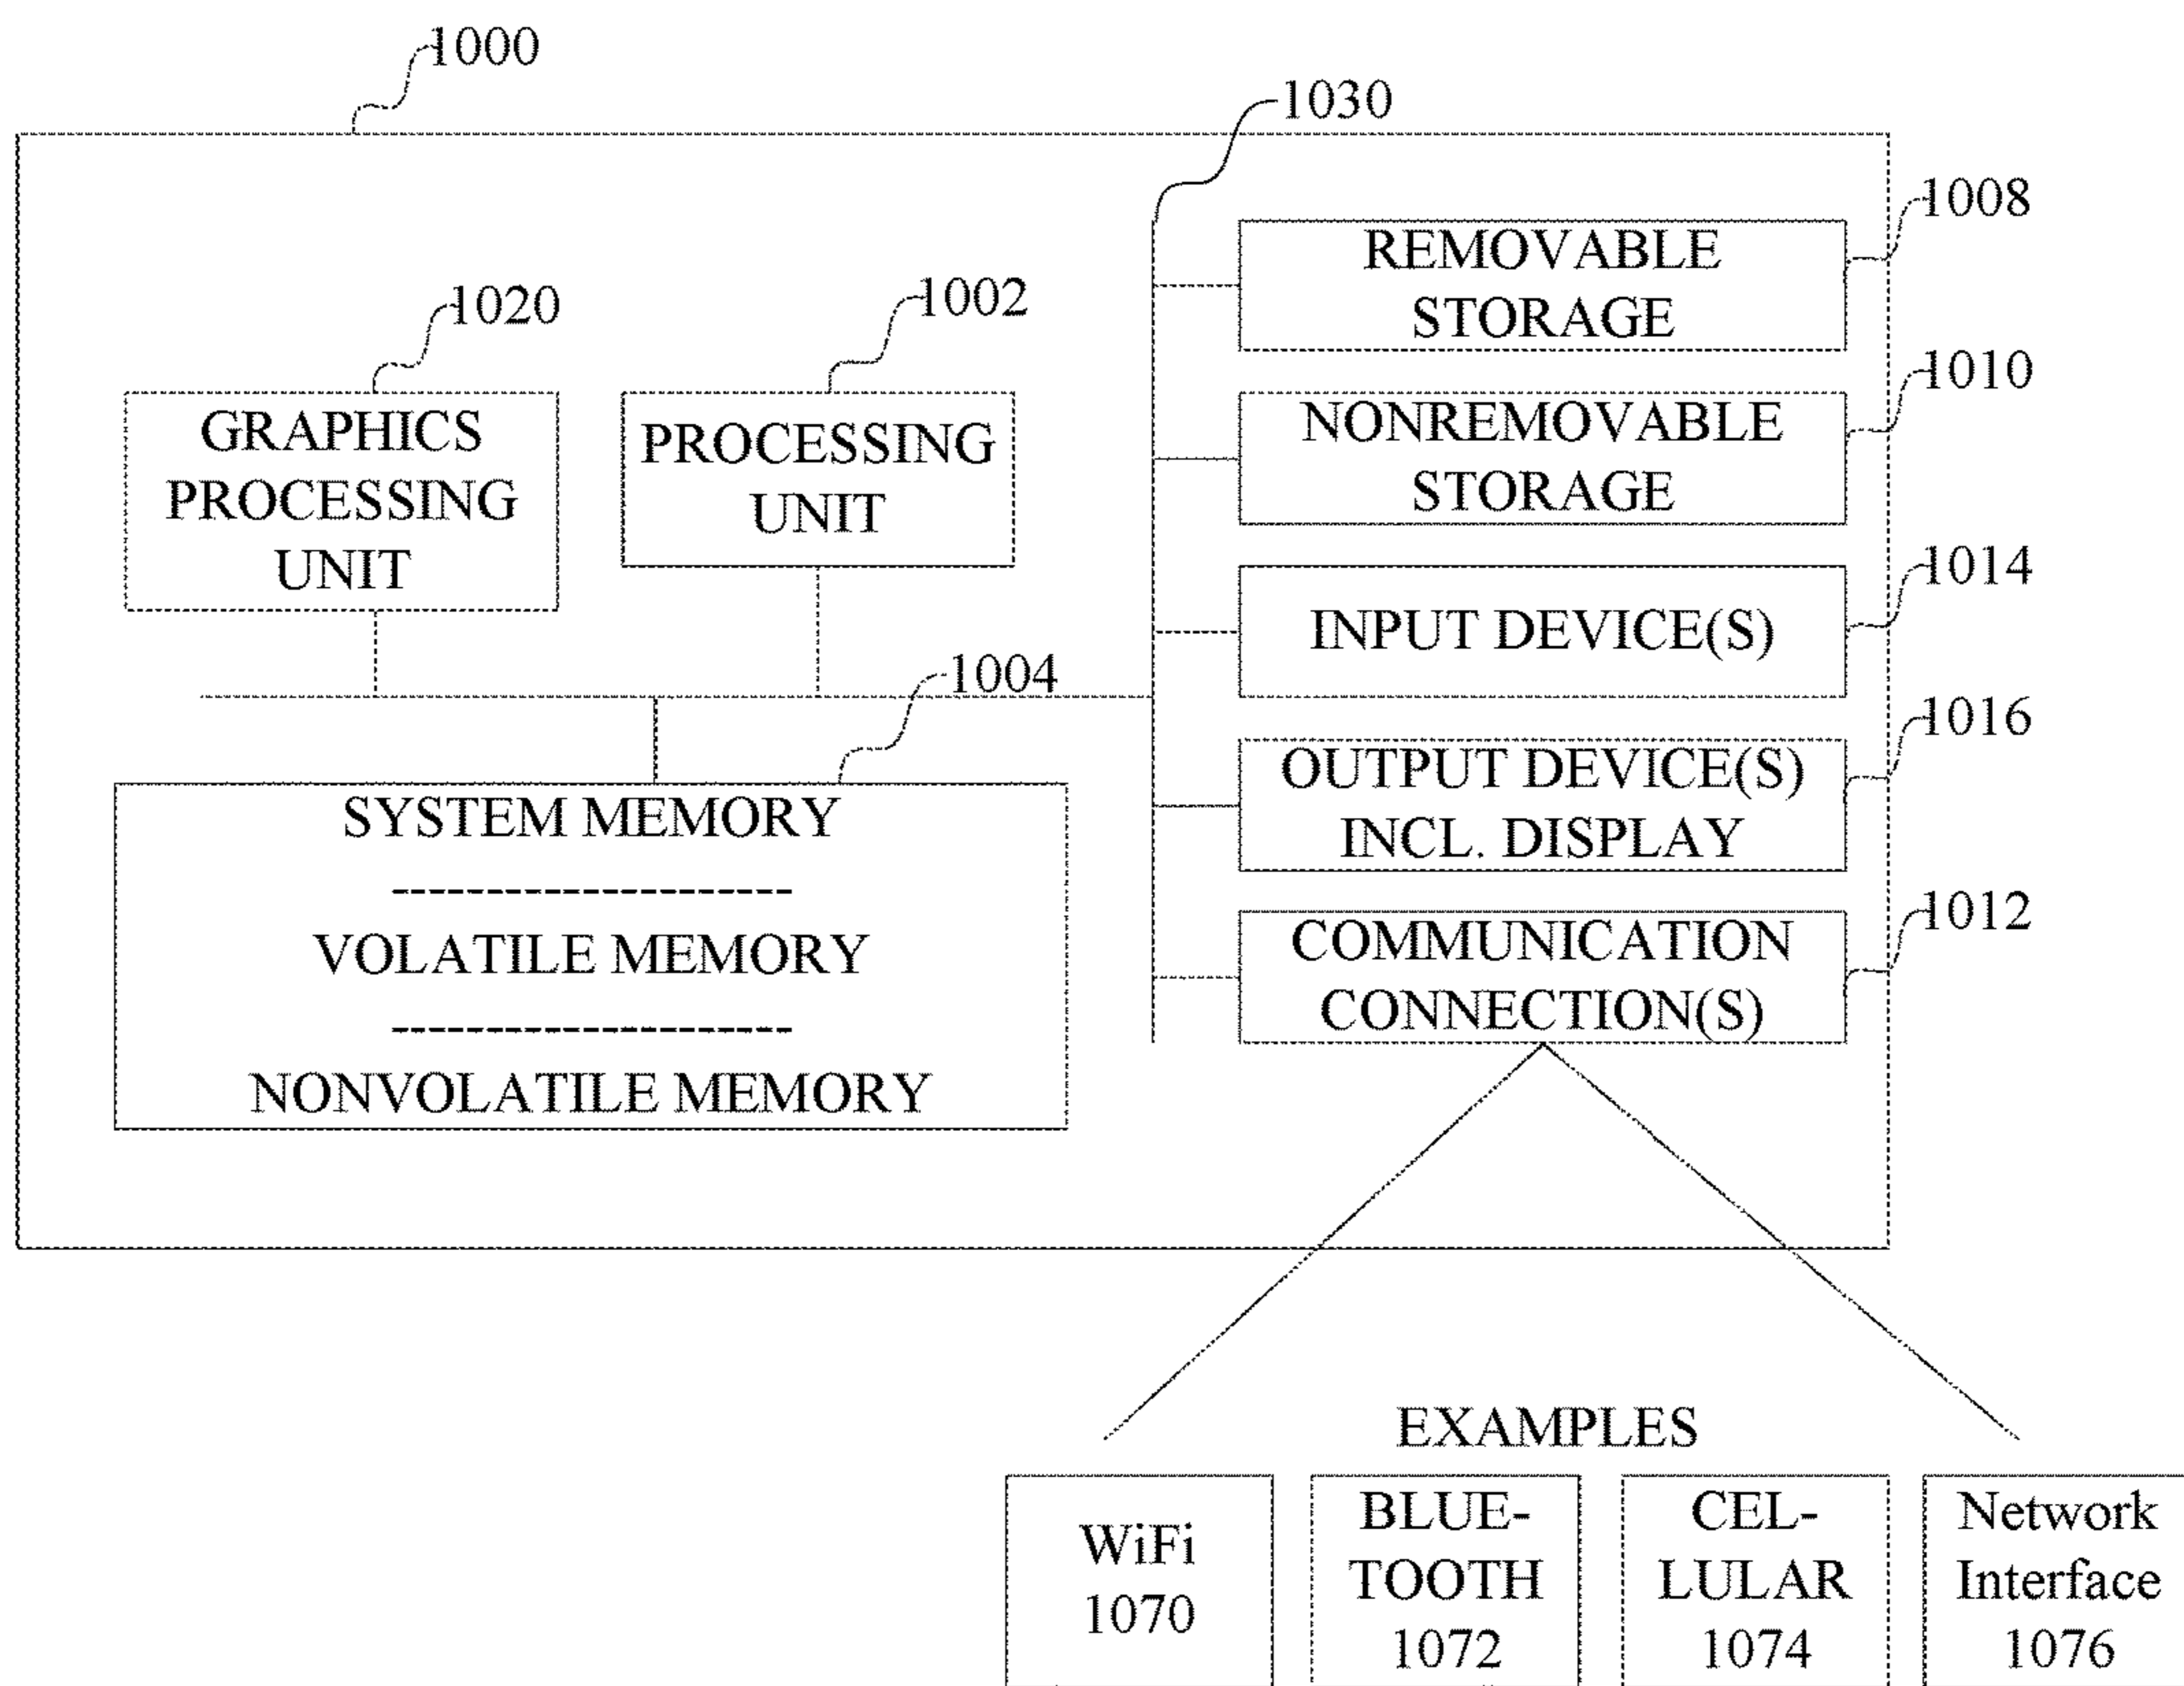 1000
1030
1008
REMOVABLE
STORAGE
1020
1002
1010
GRAPHICS
PROCESSING
UNIT
PROCESSING
UNIT
NONREMOVABLE
STORAGE
1014
INPUT DEVICE(S)
1004
1016
SYSTEM MEMORY
--------------------
VOLATILE MEMORY
--------------------
NONVOLATILE MEMORY
OUTPUT DEVICE(S)
INCL. DISPLAY
1012
COMMUNICATION
CONNECTION(S)
EXAMPLES
WiFi
1070
BLUE-
TOOTH
1072
CEL-
LULAR
1074
Network
Interface
1076